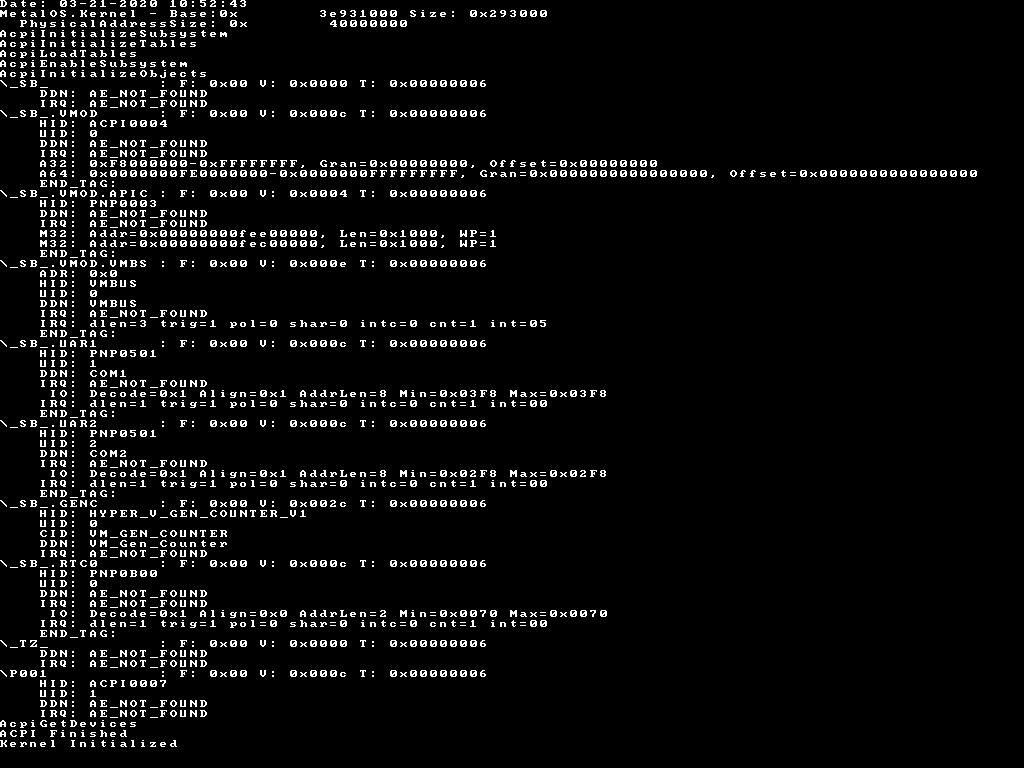 Date: 03-21-2020 10:52:43
MetalOS.Kernel - Base:0x        3e931000 Size: 0x293000
  PhysicalAddressSize: 0x        40000000
AcpiInitializeSubsystem
AcpiInitializeTables
AcpiLoadTables
AcpiEnableSubsystem
AcpiInitializeObjects
\_SB_           : F: 0x00 V: 0x0000 T: 0x00000006
    DDN: AE_NOT_FOUND
    IRQ: AE_NOT_FOUND
\_SB_.VMOD      : F: 0x00 V: 0x000c T: 0x00000006
    HID: ACPI0004
    UID: 0
    DDN: AE_NOT_FOUND
    IRQ: AE_NOT_FOUND
    A32: 0xF8000000-0xFFFFFFFF, Gran=0x00000000, Offset=0x00000000
    A64: 0x0000000FE0000000-0x0000000FFFFFFFFF, Gran=0x0000000000000000, Offset=0x0000000000000000
    END_TAG:
\_SB_.VMOD.APIC : F: 0x00 V: 0x0004 T: 0x00000006
    HID: PNP0003
    DDN: AE_NOT_FOUND
    IRQ: AE_NOT_FOUND
    M32: Addr=0x00000000fee00000, Len=0x1000, WP=1
    M32: Addr=0x00000000fec00000, Len=0x1000, WP=1
    END_TAG:
\_SB_.VMOD.VMBS : F: 0x00 V: 0x000e T: 0x00000006
    ADR: 0x0
    HID: VMBUS
    UID: 0
    DDN: VMBUS
    IRQ: AE_NOT_FOUND
    IRQ: dlen=3 trig=1 pol=0 shar=0 intc=0 cnt=1 int=05
    END_TAG:
\_SB_.UAR1      : F: 0x00 V: 0x000c T: 0x00000006
    HID: PNP0501
    UID: 1
    DDN: COM1
    IRQ: AE_NOT_FOUND
     IO: Decode=0x1 Align=0x1 AddrLen=8 Min=0x03F8 Max=0x03F8
    IRQ: dlen=1 trig=1 pol=0 shar=0 intc=0 cnt=1 int=00
    END_TAG:
\_SB_.UAR2      : F: 0x00 V: 0x000c T: 0x00000006
    HID: PNP0501
    UID: 2
    DDN: COM2
    IRQ: AE_NOT_FOUND
     IO: Decode=0x1 Align=0x1 AddrLen=8 Min=0x02F8 Max=0x02F8
    IRQ: dlen=1 trig=1 pol=0 shar=0 intc=0 cnt=1 int=00
    END_TAG:
\_SB_.GENC      : F: 0x00 V: 0x002c T: 0x00000006
    HID: HYPER_V_GEN_COUNTER_V1
    UID: 0
    CID: VM_GEN_COUNTER
    DDN: VM_Gen_Counter
    IRQ: AE_NOT_FOUND
\_SB_.RTC0      : F: 0x00 V: 0x000c T: 0x00000006
    HID: PNP0B00
    UID: 0
    DDN: AE_NOT_FOUND
    IRQ: AE_NOT_FOUND
     IO: Decode=0x1 Align=0x0 AddrLen=2 Min=0x0070 Max=0x0070
    IRQ: dlen=1 trig=1 pol=0 shar=0 intc=0 cnt=1 int=00
    END_TAG:
\_TZ_           : F: 0x00 V: 0x0000 T: 0x00000006
    DDN: AE_NOT_FOUND
    IRQ: AE_NOT_FOUND
\P001           : F: 0x00 V: 0x000c T: 0x00000006
    HID: ACPI0007
    UID: 1
    DDN: AE_NOT_FOUND
    IRQ: AE_NOT_FOUND
AcpiGetDevices
ACPI Finished
Kernel Initialized